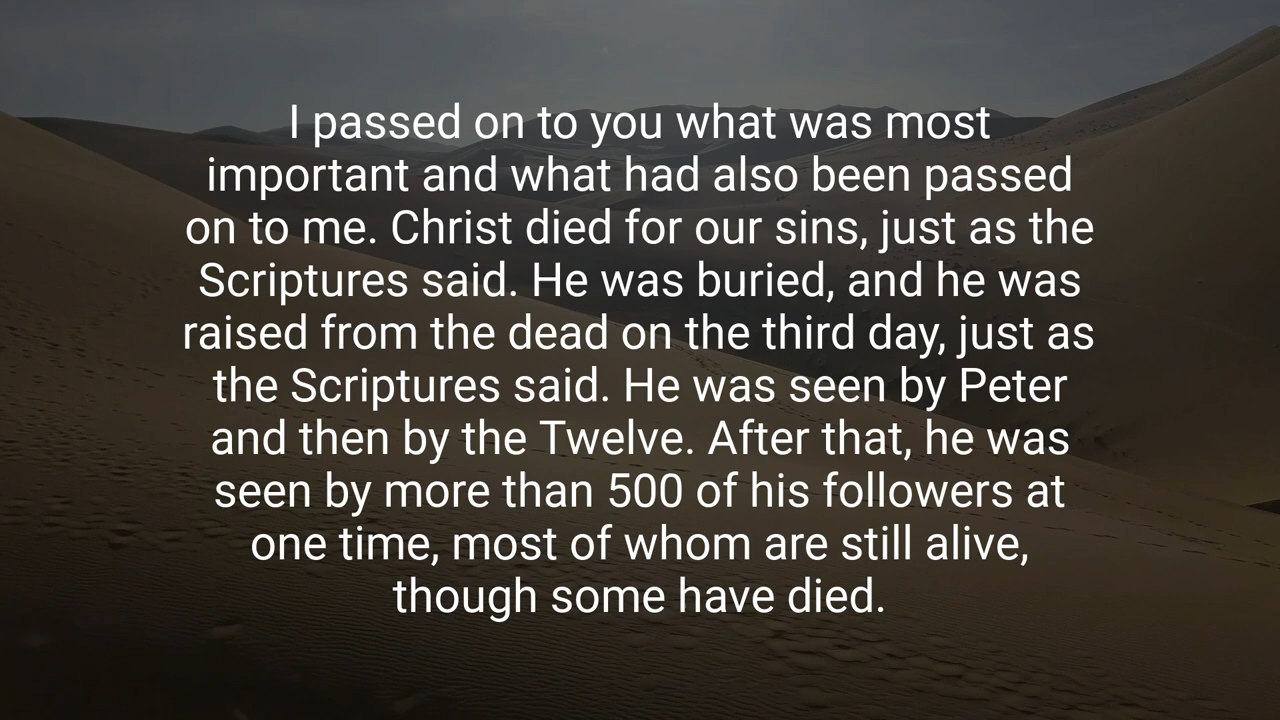 I passed on to you what was most
important and what had also been passed
on to me. Christ died for our sins, just as the
Scriptures said. He was buried, and he was
raised from the dead on the third day, just as
the Scriptures said. He was seen by Peter
and then by the Twelve. After that, he was
seen by more than 500 of his followers at
one time, most of whom are still alive,
though some have died.